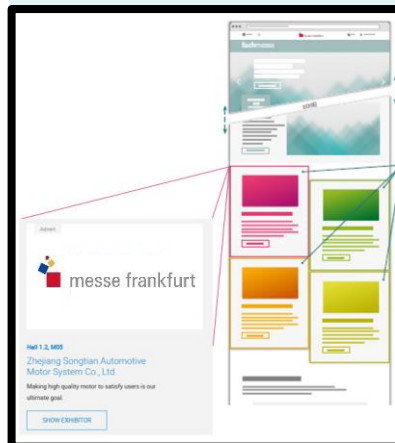 fachmesse
Advert
messe frankfurt
Hall 1.2, M05
Zhejiang Songtian Automotive
Motor System Co., Ltd.
Making high quality motor to satisfy users is our
ultimate goal.
SHOW EXHIBITOR